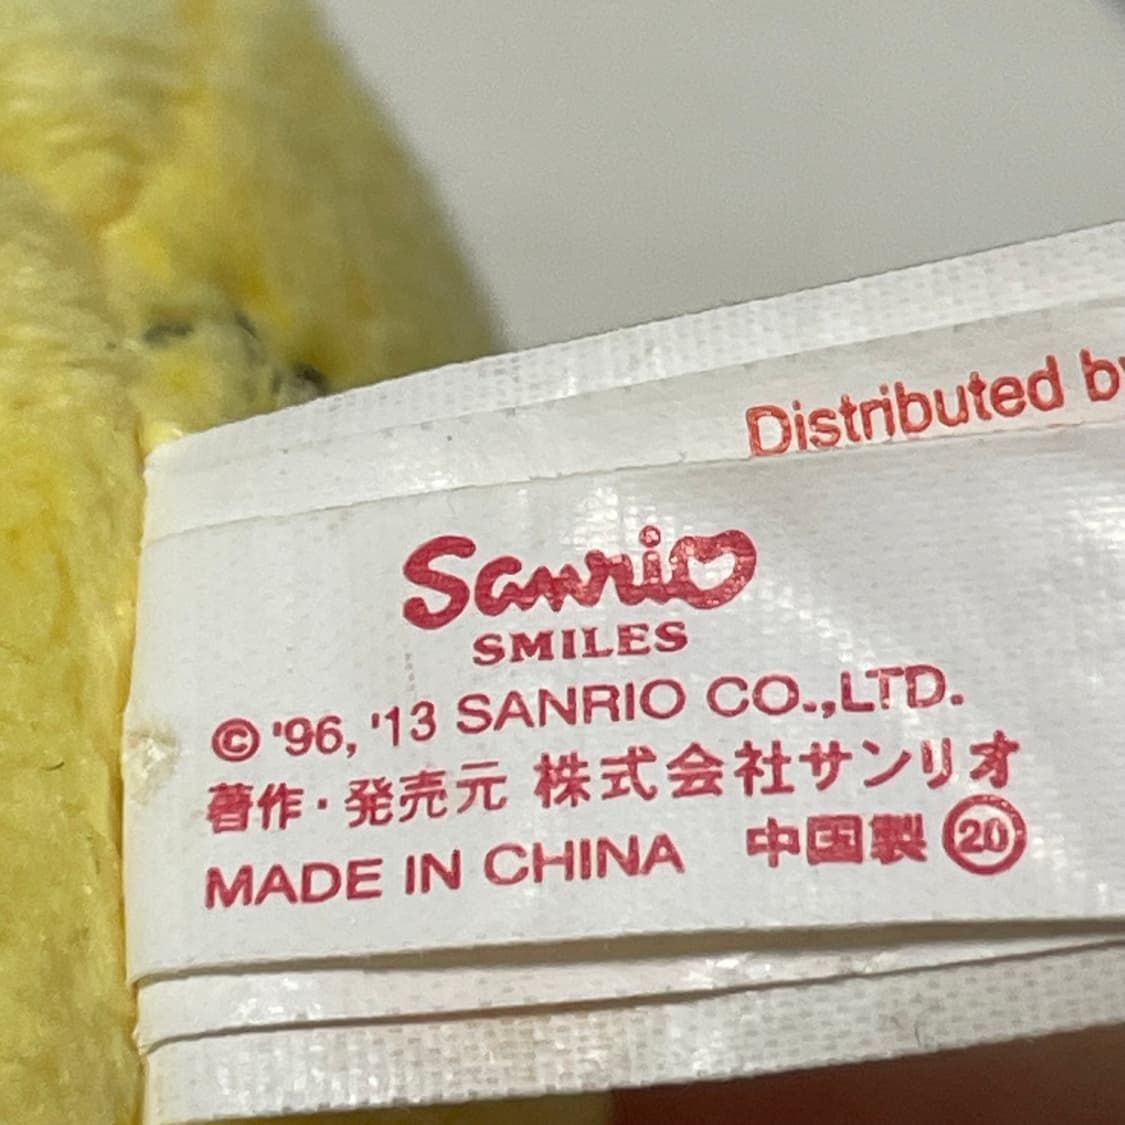 Distributed by
Sanrio
SMILES
© '96, '13 SANRIO CO.,LTD.
著作・発売元 株式会社サンリオ
MADE IN CHINA 中国製 ⑳